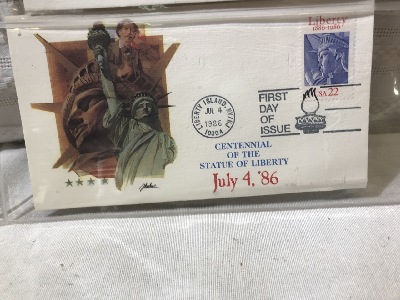 Liberty
1886-1986
USA 22
LIBERTY ISLAND, NY, NY
JUL 4
1986
10004
FIRST
DAY
OF
ISSUE
CENTENNIAL
OF THE
STATUE OF LIBERTY
July 4, '86